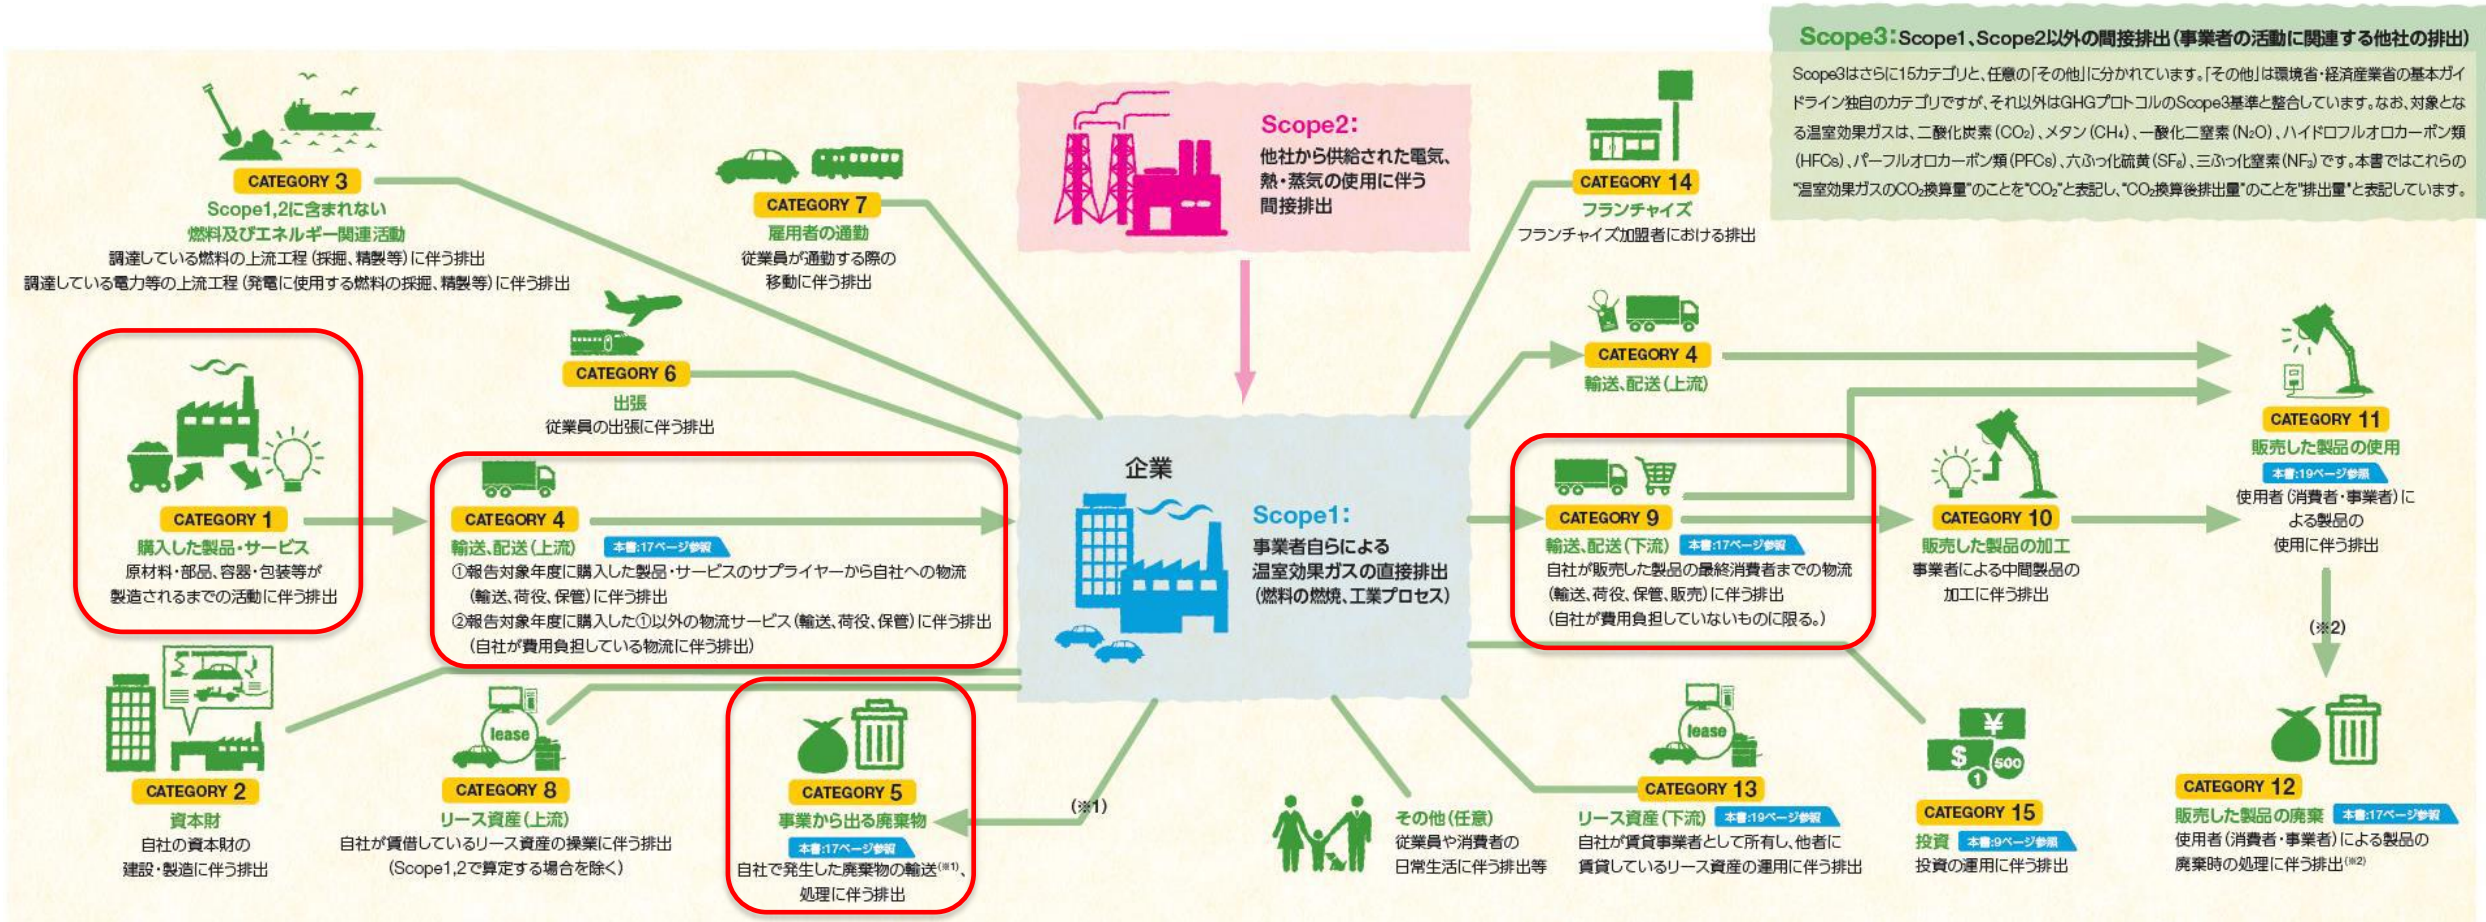 Scope3:Scope1、Scope2以外の間接排出(事業者の活動に関連する他社の排出)
Scope3はさらに15カテゴリと、任意の「その他」に分かれています。「その他」は環境省・経済産業省の基本ガイ
ドライン独自のカテゴリですが、それ以外はGHGプロトコルのScope3基準と整合しています。なお、対象とな
る温室効果ガスは、二酸化炭素(CO₂)、メタン(CH₄)、一酸化二窒素(N₂O)、ハイドロフルオロカーボン類
(HFCs)、パーフルオロカーボン類(PFCs)、六ふっ化硫黄(SF₆)、三ふっ化窒素(NF₃)です。本書ではこれらの
"温室効果ガスのCO₂換算量"のことを"CO₂"と表記し、"CO₂換算後排出量"のことを"排出量"と表記しています。
CATEGORY 3
Scope1,2に含まれない
燃料及びエネルギー関連活動
調達している燃料の上流工程(採掘、精製等)に伴う排出
調達している電力等の上流工程(発電に使用する燃料の採掘、精製等)に伴う排出
CATEGORY 7
雇用者の通勤
従業員が通勤する際の
移動に伴う排出
Scope2:
他社から供給された電気、
熱・蒸気の使用に伴う
間接排出
CATEGORY 14
フランチャイズ
フランチャイズ加盟者における排出
CATEGORY 6
出張
従業員の出張に伴う排出
CATEGORY 4
輸送、配送(上流)
CATEGORY 11
販売した製品の使用
本書:19ページ参照
使用者(消費者・事業者)に
よる製品の
使用に伴う排出
CATEGORY 1
購入した製品・サービス
原材料・部品、容器・包装等が
製造されるまでの活動に伴う排出
CATEGORY 4
輸送、配送(上流)
本書:17ページ参照
①報告対象年度に購入した製品・サービスのサプライヤーから自社への物流
(輸送、荷役、保管)に伴う排出
②報告対象年度に購入した①以外の物流サービス(輸送、荷役、保管)に伴う排出
(自社が費用負担している物流に伴う排出)
企業
Scope1:
事業者自らによる
温室効果ガスの直接排出
(燃料の燃焼、工業プロセス)
CATEGORY 9
輸送、配送(下流)
本書:17ページ参照
自社が販売した製品の最終消費者までの物流
(輸送、荷役、保管、販売)に伴う排出
(自社が費用負担していないものに限る。)
CATEGORY 10
販売した製品の加工
事業者による中間製品の
加工に伴う排出
(※2)
CATEGORY 2
資本財
自社の資本財の
建設・製造に伴う排出
lease
CATEGORY 8
リース資産(上流)
自社が賃借しているリース資産の操業に伴う排出
(Scope1,2で算定する場合を除く)
CATEGORY 5
事業から出る廃棄物
本書:17ページ参照
自社で発生した廃棄物の輸送(※1)、
処理に伴う排出
(※1)
その他(任意)
従業員や消費者の
日常生活に伴う排出等
lease
CATEGORY 13
リース資産(下流)
本書:19ページ参照
自社が賃貸事業者として所有し、他者に
賃貸しているリース資産の運用に伴う排出
¥
$
1
500
CATEGORY 15
投資
本書:9ページ参照
投資の運用に伴う排出
CATEGORY 12
販売した製品の廃棄
本書:17ページ参照
使用者(消費者・事業者)による製品の
廃棄時の処理に伴う排出(※2)